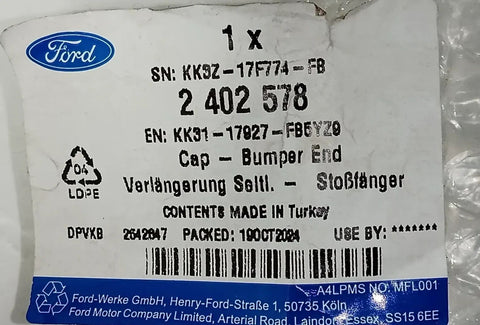 Ford
1 x
SN: KK3Z-17F774-FB
2 402 578
EN: KK31-17927-FB5YZ9
Cap - Bumper End
Verlängerung Seitl. - Stoßfänger
CONTENTS MADE IN Turkey
04
LDPE
DPVKB 2642647 PACKED: 19OCT2024 USE BY: *******
A4LPMS NO. MFL001
Ford-Werke GmbH, Henry-Ford-Straße 1, 50735 Köln
Ford Motor Company Limited, Arterial Road, Laindon, Essex, SS15 6EE